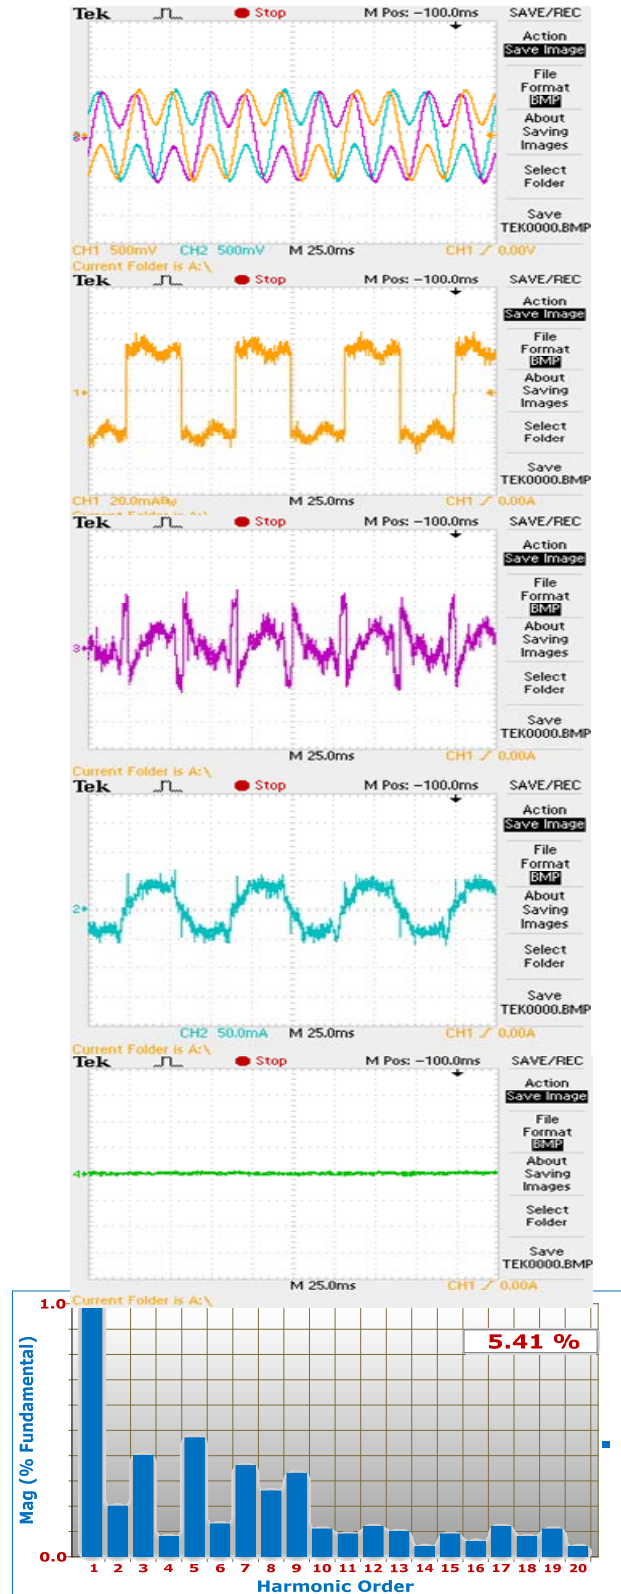 Tek Stop M Pos: -100.0ms SAVE/REC
Action
Save Image
File
Format
BMP
About
Saving
Images
Select
Folder
Save
TEK0000.BMP
CH1 500mV CH2 500mV M 25.0ms CH1 0.00V
Current Folder is A:\
Tek Stop M Pos: -100.0ms SAVE/REC
Action
Save Image
File
Format
BMP
1
About
Saving
Images
Select
Folder
Save
TEK0000.BMP
CH1 20.0mABw M 25.0ms CH1 0.00A
Current Folder is A:\
Tek Stop M Pos: -100.0ms SAVE/REC
Action
Save Image
File
Format
BMP
About
Saving
3 Images
Select
Folder
Save
TEK0000.BMP
M 25.0ms CH1 0.00A
Current Folder is A:\
Tek Stop M Pos: -100.0ms SAVE/REC
Action
Save Image
File
Format
BMP
About
2 Saving
Images
Select
Folder
Save
TEK0000.BMP
CH2 50.0mA M 25.0ms CH1 0.00A
Current Folder is A:\
Tek Stop M Pos: -100.0ms SAVE/REC
Action
Save Image
File
Format
BMP
About
4 Saving
Images
Select
Folder
Save
TEK0000.BMP
M 25.0ms CH1 0.00A
Current Folder is A:\
1.0
5.41 %
Mag (% Fundamental)
0.0
1 2 3 4 5 6 7 8 9 10 11 12 13 14 15 16 17 18 19 20
Harmonic Order